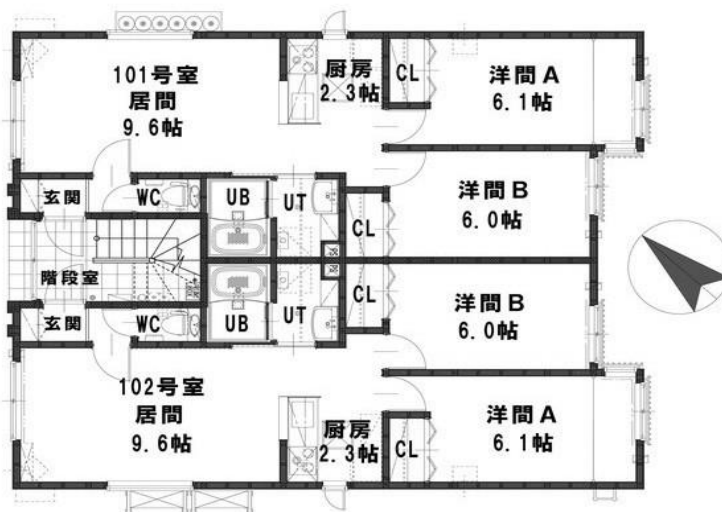 101号室
居間
9.6帖
厨房
2.3帖
CL
洋間A
6.1帖
玄関
WC
UB
UT
CL
洋間B
6.0帖
階段室
玄関
WC
UB
UT
CL
洋間B
6.0帖
102号室
居間
9.6帖
厨房
2.3帖
CL
洋間A
6.1帖